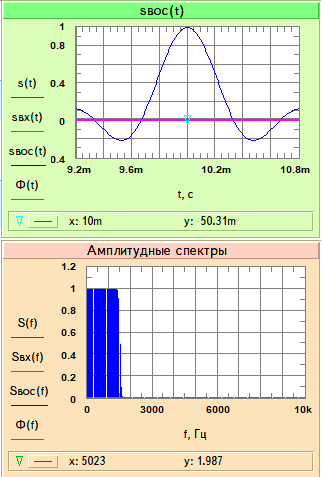 sвос(t)
1
0.8
s(t)
0.4
sвх(t)
0
sвос(t)
Ф(t)
0.4
9.2m 9.6m 10.2m 10.8m
t, c
x: 10m y: 50.31m
Амплитудные спектры
1.2
1
S(f)
0.8
0.6
Sвх(f)
0.4
Sвос(f)
0.2
Ф(f)
0
0 3000 6000 10k
f, Гц
x: 5023 y: 1.987